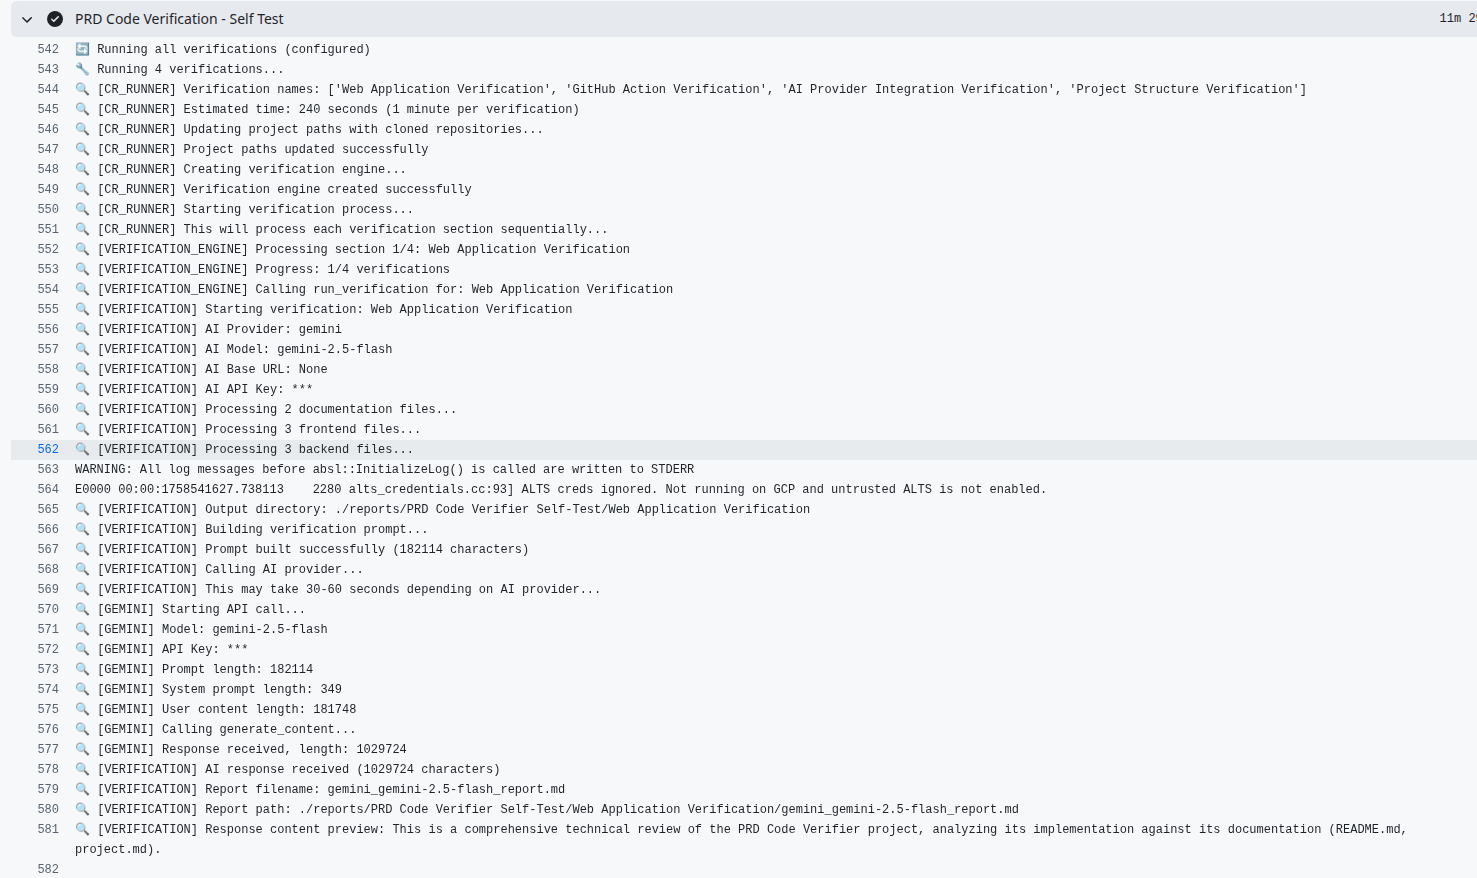 PRD Code Verification - Self Test
11m 2
542 🔄 Running all verifications (configured)
543 🔧 Running 4 verifications...
544 🔍 [CR_RUNNER] Verification names: ['Web Application Verification', 'GitHub Action Verification', 'AI Provider Integration Verification', 'Project Structure Verification']
545 🔍 [CR_RUNNER] Estimated time: 240 seconds (1 minute per verification)
546 🔍 [CR_RUNNER] Updating project paths with cloned repositories...
547 🔍 [CR_RUNNER] Project paths updated successfully
548 🔍 [CR_RUNNER] Creating verification engine...
549 🔍 [CR_RUNNER] Verification engine created successfully
550 🔍 [CR_RUNNER] Starting verification process...
551 🔍 [CR_RUNNER] This will process each verification section sequentially...
552 🔍 [VERIFICATION_ENGINE] Processing section 1/4: Web Application Verification
553 🔍 [VERIFICATION_ENGINE] Progress: 1/4 verifications
554 🔍 [VERIFICATION_ENGINE] Calling run_verification for: Web Application Verification
555 🔍 [VERIFICATION] Starting verification: Web Application Verification
556 🔍 [VERIFICATION] AI Provider: gemini
557 🔍 [VERIFICATION] AI Model: gemini-2.5-flash
558 🔍 [VERIFICATION] AI Base URL: None
559 🔍 [VERIFICATION] AI API Key: ***
560 🔍 [VERIFICATION] Processing 2 documentation files...
561 🔍 [VERIFICATION] Processing 3 frontend files...
562 🔍 [VERIFICATION] Processing 3 backend files...
563 WARNING: All log messages before absl::InitializeLog() is called are written to STDERR
564 E0000 00:00:1758541627.738113    2280 alts_credentials.cc:93] ALTS creds ignored. Not running on GCP and untrusted ALTS is not enabled.
565 🔍 [VERIFICATION] Output directory: ./reports/PRD Code Verifier Self-Test/Web Application Verification
566 🔍 [VERIFICATION] Building verification prompt...
567 🔍 [VERIFICATION] Prompt built successfully (182114 characters)
568 🔍 [VERIFICATION] Calling AI provider...
569 🔍 [VERIFICATION] This may take 30-60 seconds depending on AI provider...
570 🔍 [GEMINI] Starting API call...
571 🔍 [GEMINI] Model: gemini-2.5-flash
572 🔍 [GEMINI] API Key: ***
573 🔍 [GEMINI] Prompt length: 182114
574 🔍 [GEMINI] System prompt length: 349
575 🔍 [GEMINI] User content length: 181748
576 🔍 [GEMINI] Calling generate_content...
577 🔍 [GEMINI] Response received, length: 1029724
578 🔍 [VERIFICATION] AI response received (1029724 characters)
579 🔍 [VERIFICATION] Report filename: gemini_gemini-2.5-flash_report.md
580 🔍 [VERIFICATION] Report path: ./reports/PRD Code Verifier Self-Test/Web Application Verification/gemini_gemini-2.5-flash_report.md
581 🔍 [VERIFICATION] Response content preview: This is a comprehensive technical review of the PRD Code Verifier project, analyzing its implementation against its documentation (README.md,
project.md).
582